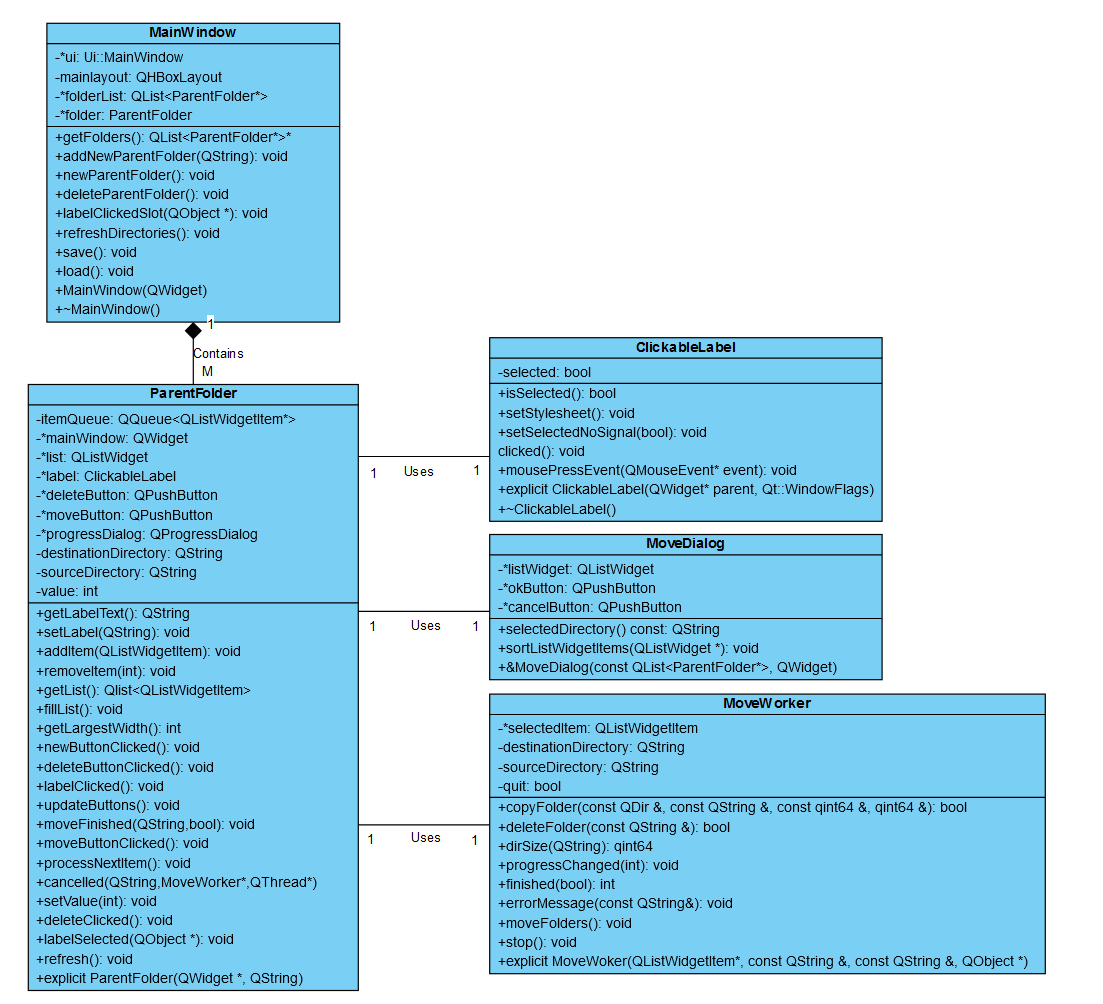 MainWindow
-*ui: Ui::MainWindow
-mainlayout: QHBoxLayout
-*folderList: QList<ParentFolder*>
-*folder: ParentFolder
+getFolders(): QList<ParentFolder*>*
+addNewParentFolder(QString): void
+newParentFolder(): void
+deleteParentFolder(): void
+labelClickedSlot(QObject *): void
+refreshDirectories(): void
+save(): void
+load(): void
+MainWindow(QWidget)
+~MainWindow()
1
Contains
M
ParentFolder
-itemQueue: QQueue<QListWidgetItem*>
-*mainWindow: QWidget
-*list: QListWidget
-*label: ClickableLabel
-*deleteButton: QPushButton
-*moveButton: QPushButton
-*progressDialog: QProgressDialog
-destinationDirectory: QString
-sourceDirectory: QString
-value: int
+getLabelText(): QString
+setLabel(QString): void
+addItem(QListWidgetItem): void
+removeItem(int): void
+getList(): Qlist<QListWidgetItem>
+fillList(): void
+getLargestWidth(): int
+newButtonClicked(): void
+deleteButtonClicked(): void
+labelClicked(): void
+updateButtons(): void
+moveFinished(QString,bool): void
+moveButtonClicked(): void
+processNextItem(): void
+cancelled(QString,MoveWorker*,QThread*)
+setValue(int): void
+deleteClicked(): void
+labelSelected(QObject *): void
+refresh(): void
+explicit ParentFolder(QWidget *, QString)
1 Uses 1
ClickableLabel
-selected: bool
+isSelected(): bool
+setStylesheet(): void
+setSelectedNoSignal(bool): void
clicked(): void
+mousePressEvent(QMouseEvent* event): void
+explicit ClickableLabel(QWidget* parent, Qt::WindowFlags)
+~ClickableLabel()
1 Uses 1
MoveDialog
-*listWidget: QListWidget
-*okButton: QPushButton
-*cancelButton: QPushButton
+selectedDirectory() const: QString
+sortListWidgetItems(QListWidget *): void
+&MoveDialog(const QList<ParentFolder*>, QWidget)
1 Uses 1
MoveWorker
-*selectedItem: QListWidgetItem
-destinationDirectory: QString
-sourceDirectory: QString
-quit: bool
+copyFolder(const QDir &, const QString &, const qint64 &, qint64 &): bool
+deleteFolder(const QString &): bool
+dirSize(QString): qint64
+progressChanged(int): void
+finished(bool): int
+errorMessage(const QString&): void
+moveFolders(): void
+stop(): void
+explicit MoveWoker(QListWidgetItem*, const QString &, const QString &, QObject *)